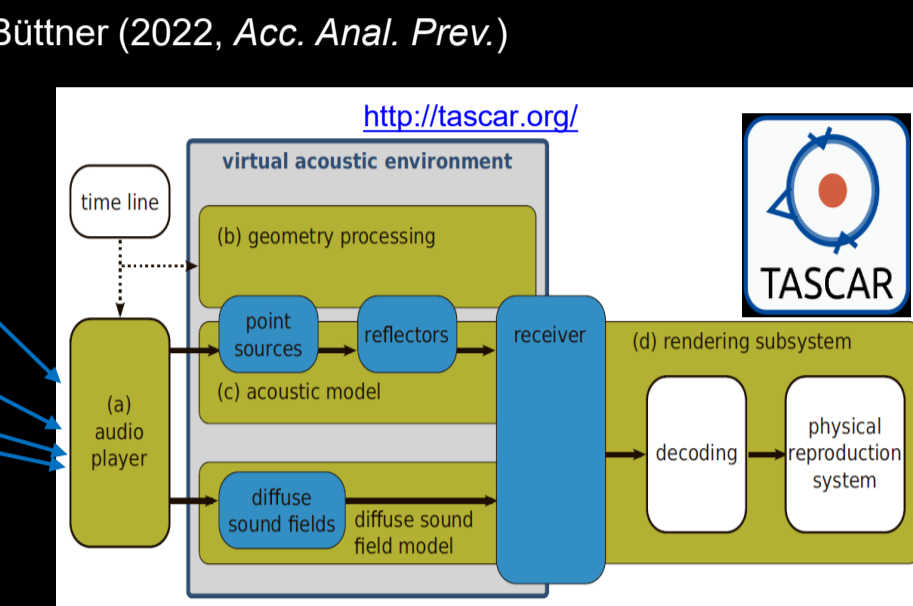 Büttner (2022, Acc. Anal. Prev.)
http://tascar.org/
virtual acoustic environment
time line
(b) geometry processing
TASCAR
point
sources
reflectors
receiver
(d) rendering subsystem
(c) acoustic model
(a)
audio
player
decoding
physical
reproduction
system
diffuse
sound fields
diffuse sound
field model